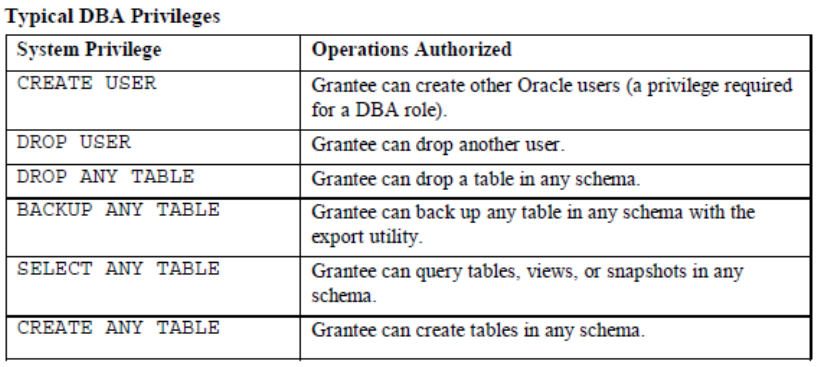 Typical DBA Privileges
System Privilege Operations Authorized
CREATE USER Grantee can create other Oracle users (a privilege required
for a DBA role).
DROP USER Grantee can drop another user.
DROP ANY TABLE Grantee can drop a table in any schema.
BACKUP ANY TABLE Grantee can back up any table in any schema with the
export utility.
SELECT ANY TABLE Grantee can query tables, views, or snapshots in any
schema.
CREATE ANY TABLE Grantee can create tables in any schema.